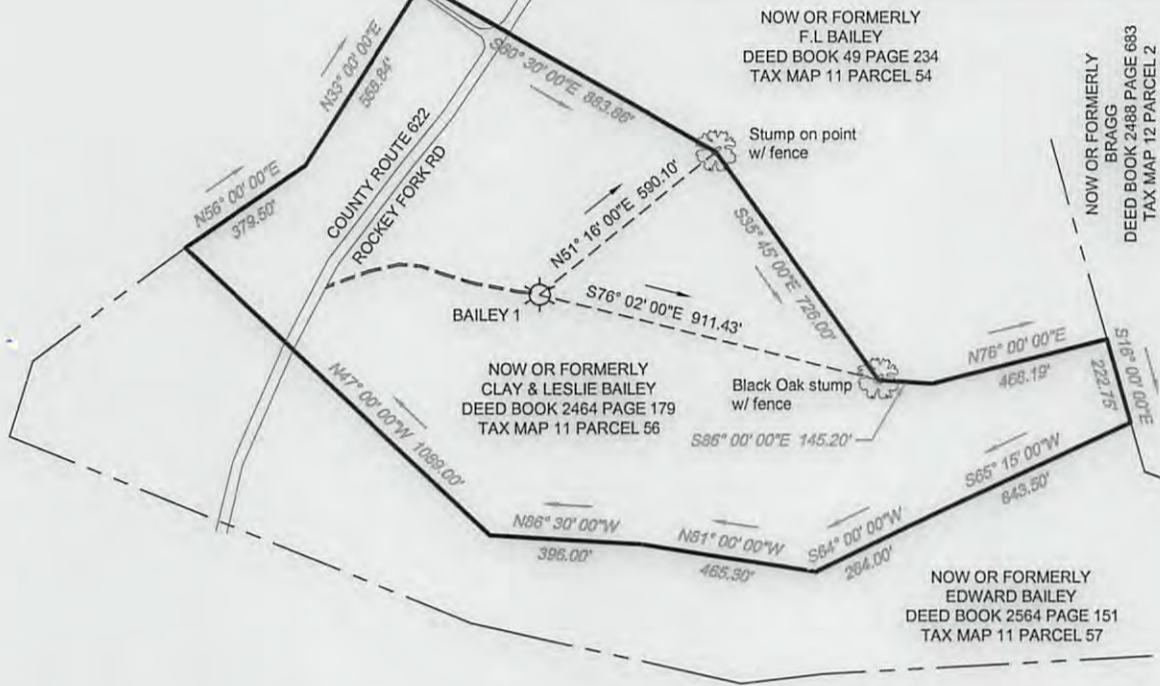 NOW OR FORMERLY
F.L BAILEY
DEED BOOK 49 PAGE 234
TAX MAP 11 PARCEL 54
NOW OR FORMERLY
BRAGG
DEED BOOK 2488 PAGE 683
TAX MAP 12 PARCEL 2
N33° 00' 00"E
559.84'
S60° 30' 00"E 883.86'
Stump on point
w/ fence
COUNTY ROUTE 622
ROCKEY FORK RD
N56° 00' 00"E
379.50'
N51° 16' 00"E 590.10'
S35° 45' 00"E 726.00'
BAILEY 1
S76° 02' 00"E 911.43'
N76° 00' 00"E
468.19'
S16° 00' 00"E
222.75'
NOW OR FORMERLY
CLAY & LESLIE BAILEY
DEED BOOK 2464 PAGE 179
TAX MAP 11 PARCEL 56
Black Oak stump
w/ fence
S86° 00' 00"E 145.20'
N47° 00' 00"W 1089.00'
S65° 15' 00"W
643.50'
N86° 30' 00"W
396.00'
N81° 00' 00"W
465.30'
S64° 00' 00"W
264.00'
NOW OR FORMERLY
EDWARD BAILEY
DEED BOOK 2564 PAGE 151
TAX MAP 11 PARCEL 57